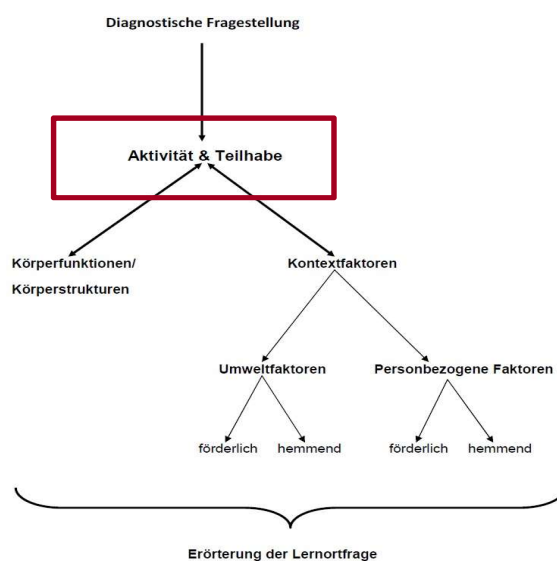 Diagnostische Fragestellung
Aktivität & Teilhabe
Körperfunktionen/
Körperstrukturen
Kontextfaktoren
Umweltfaktoren
Personbezogene Faktoren
förderlich
hemmend
förderlich
hemmend
Erörterung der Lernortfrage